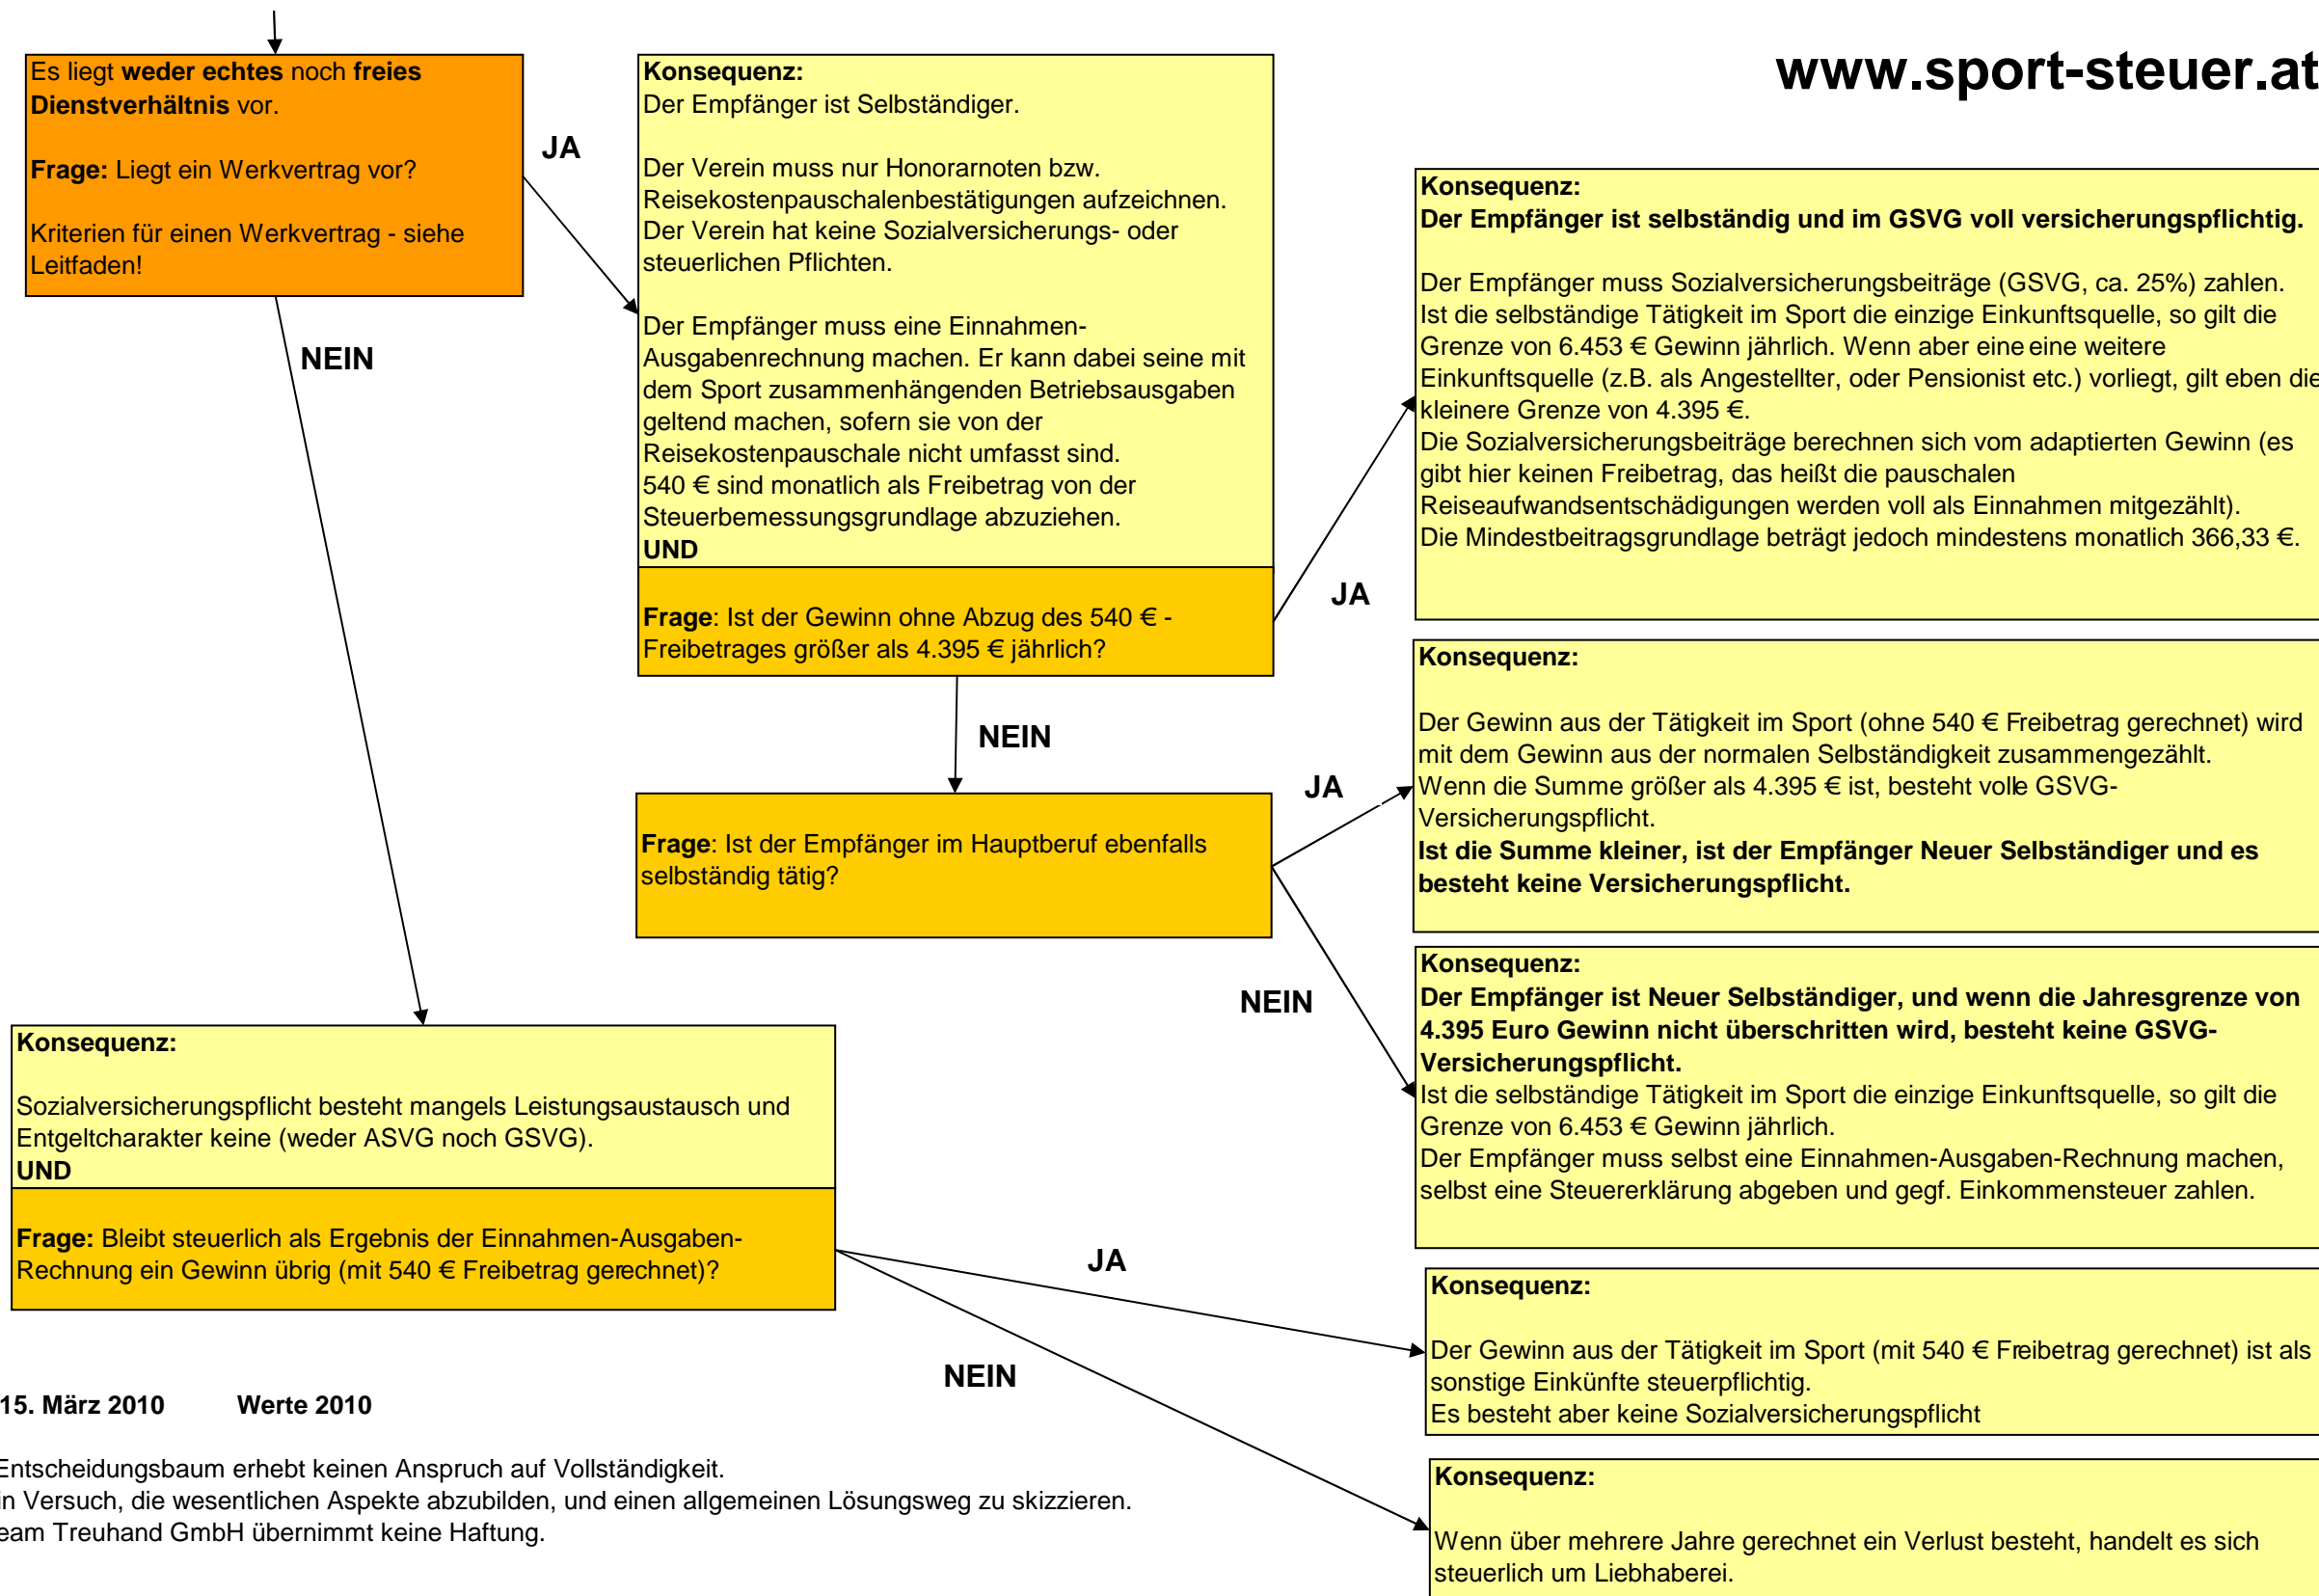 www.sport-steuer.at
Es liegt weder echtes noch freies
Dienstverhältnis vor.
Frage: Liegt ein Werkvertrag vor?
Kriterien für einen Werkvertrag - siehe
Leitfaden!
JA
NEIN
Konsequenz:
Der Empfänger ist Selbständiger.
Der Verein muss nur Honorarnoten bzw.
Reisekostenpauschalenbestätigungen aufzeichnen.
Der Verein hat keine Sozialversicherungs- oder
steuerlichen Pflichten.
Der Empfänger muss eine Einnahmen-
Ausgabenrechnung machen. Er kann dabei seine mit
dem Sport zusammenhängenden Betriebsausgaben
geltend machen, sofern sie von der
Reisekostenpauschale nicht umfasst sind.
540 € sind monatlich als Freibetrag von der
Steuerbemessungsgrundlage abzuziehen.
UND
Frage: Ist der Gewinn ohne Abzug des 540 € -
Freibetrages größer als 4.395 € jährlich?
JA
NEIN
Konsequenz:
Der Empfänger ist selbständig und im GSVG voll versicherungspflichtig.
Der Empfänger muss Sozialversicherungsbeiträge (GSVG, ca. 25%) zahlen.
Ist die selbständige Tätigkeit im Sport die einzige Einkunftsquelle, so gilt die
Grenze von 6.453 € Gewinn jährlich. Wenn aber eine eine weitere
Einkunftsquelle (z.B. als Angestellter, oder Pensionist etc.) vorliegt, gilt eben die
kleinere Grenze von 4.395 €.
Die Sozialversicherungsbeiträge berechnen sich vom adaptierten Gewinn (es
gibt hier keinen Freibetrag, das heißt die pauschalen
Reiseaufwandsentschädigungen werden voll als Einnahmen mitgezählt).
Die Mindestbeitragsgrundlage beträgt jedoch mindestens monatlich 366,33 €.
Frage: Ist der Empfänger im Hauptberuf ebenfalls
selbständig tätig?
JA
NEIN
Konsequenz:
Der Gewinn aus der Tätigkeit im Sport (ohne 540 € Freibetrag gerechnet) wird
mit dem Gewinn aus der normalen Selbständigkeit zusammengezählt.
Wenn die Summe größer als 4.395 € ist, besteht volle GSVG-
Versicherungspflicht.
Ist die Summe kleiner, ist der Empfänger Neuer Selbständiger und es
besteht keine Versicherungspflicht.
Konsequenz:
Der Empfänger ist Neuer Selbständiger, und wenn die Jahresgrenze von
4.395 Euro Gewinn nicht überschritten wird, besteht keine GSVG-
Versicherungspflicht.
Ist die selbständige Tätigkeit im Sport die einzige Einkunftsquelle, so gilt die
Grenze von 6.453 € Gewinn jährlich.
Der Empfänger muss selbst eine Einnahmen-Ausgaben-Rechnung machen,
selbst eine Steuererklärung abgeben und gegf. Einkommensteuer zahlen.
Konsequenz:
Sozialversicherungspflicht besteht mangels Leistungsaustausch und
Entgeltcharakter keine (weder ASVG noch GSVG).
UND
Frage: Bleibt steuerlich als Ergebnis der Einnahmen-Ausgaben-
Rechnung ein Gewinn übrig (mit 540 € Freibetrag gerechnet)?
JA
NEIN
Konsequenz:
Der Gewinn aus der Tätigkeit im Sport (mit 540 € Freibetrag gerechnet) ist als
sonstige Einkünfte steuerpflichtig.
Es besteht aber keine Sozialversicherungspflicht
Konsequenz:
Wenn über mehrere Jahre gerechnet ein Verlust besteht, handelt es sich
steuerlich um Liebhaberei.
15. März 2010 Werte 2010
Entscheidungsbaum erhebt keinen Anspruch auf Vollständigkeit.
in Versuch, die wesentlichen Aspekte abzubilden, und einen allgemeinen Lösungsweg zu skizzieren.
eam Treuhand GmbH übernimmt keine Haftung.